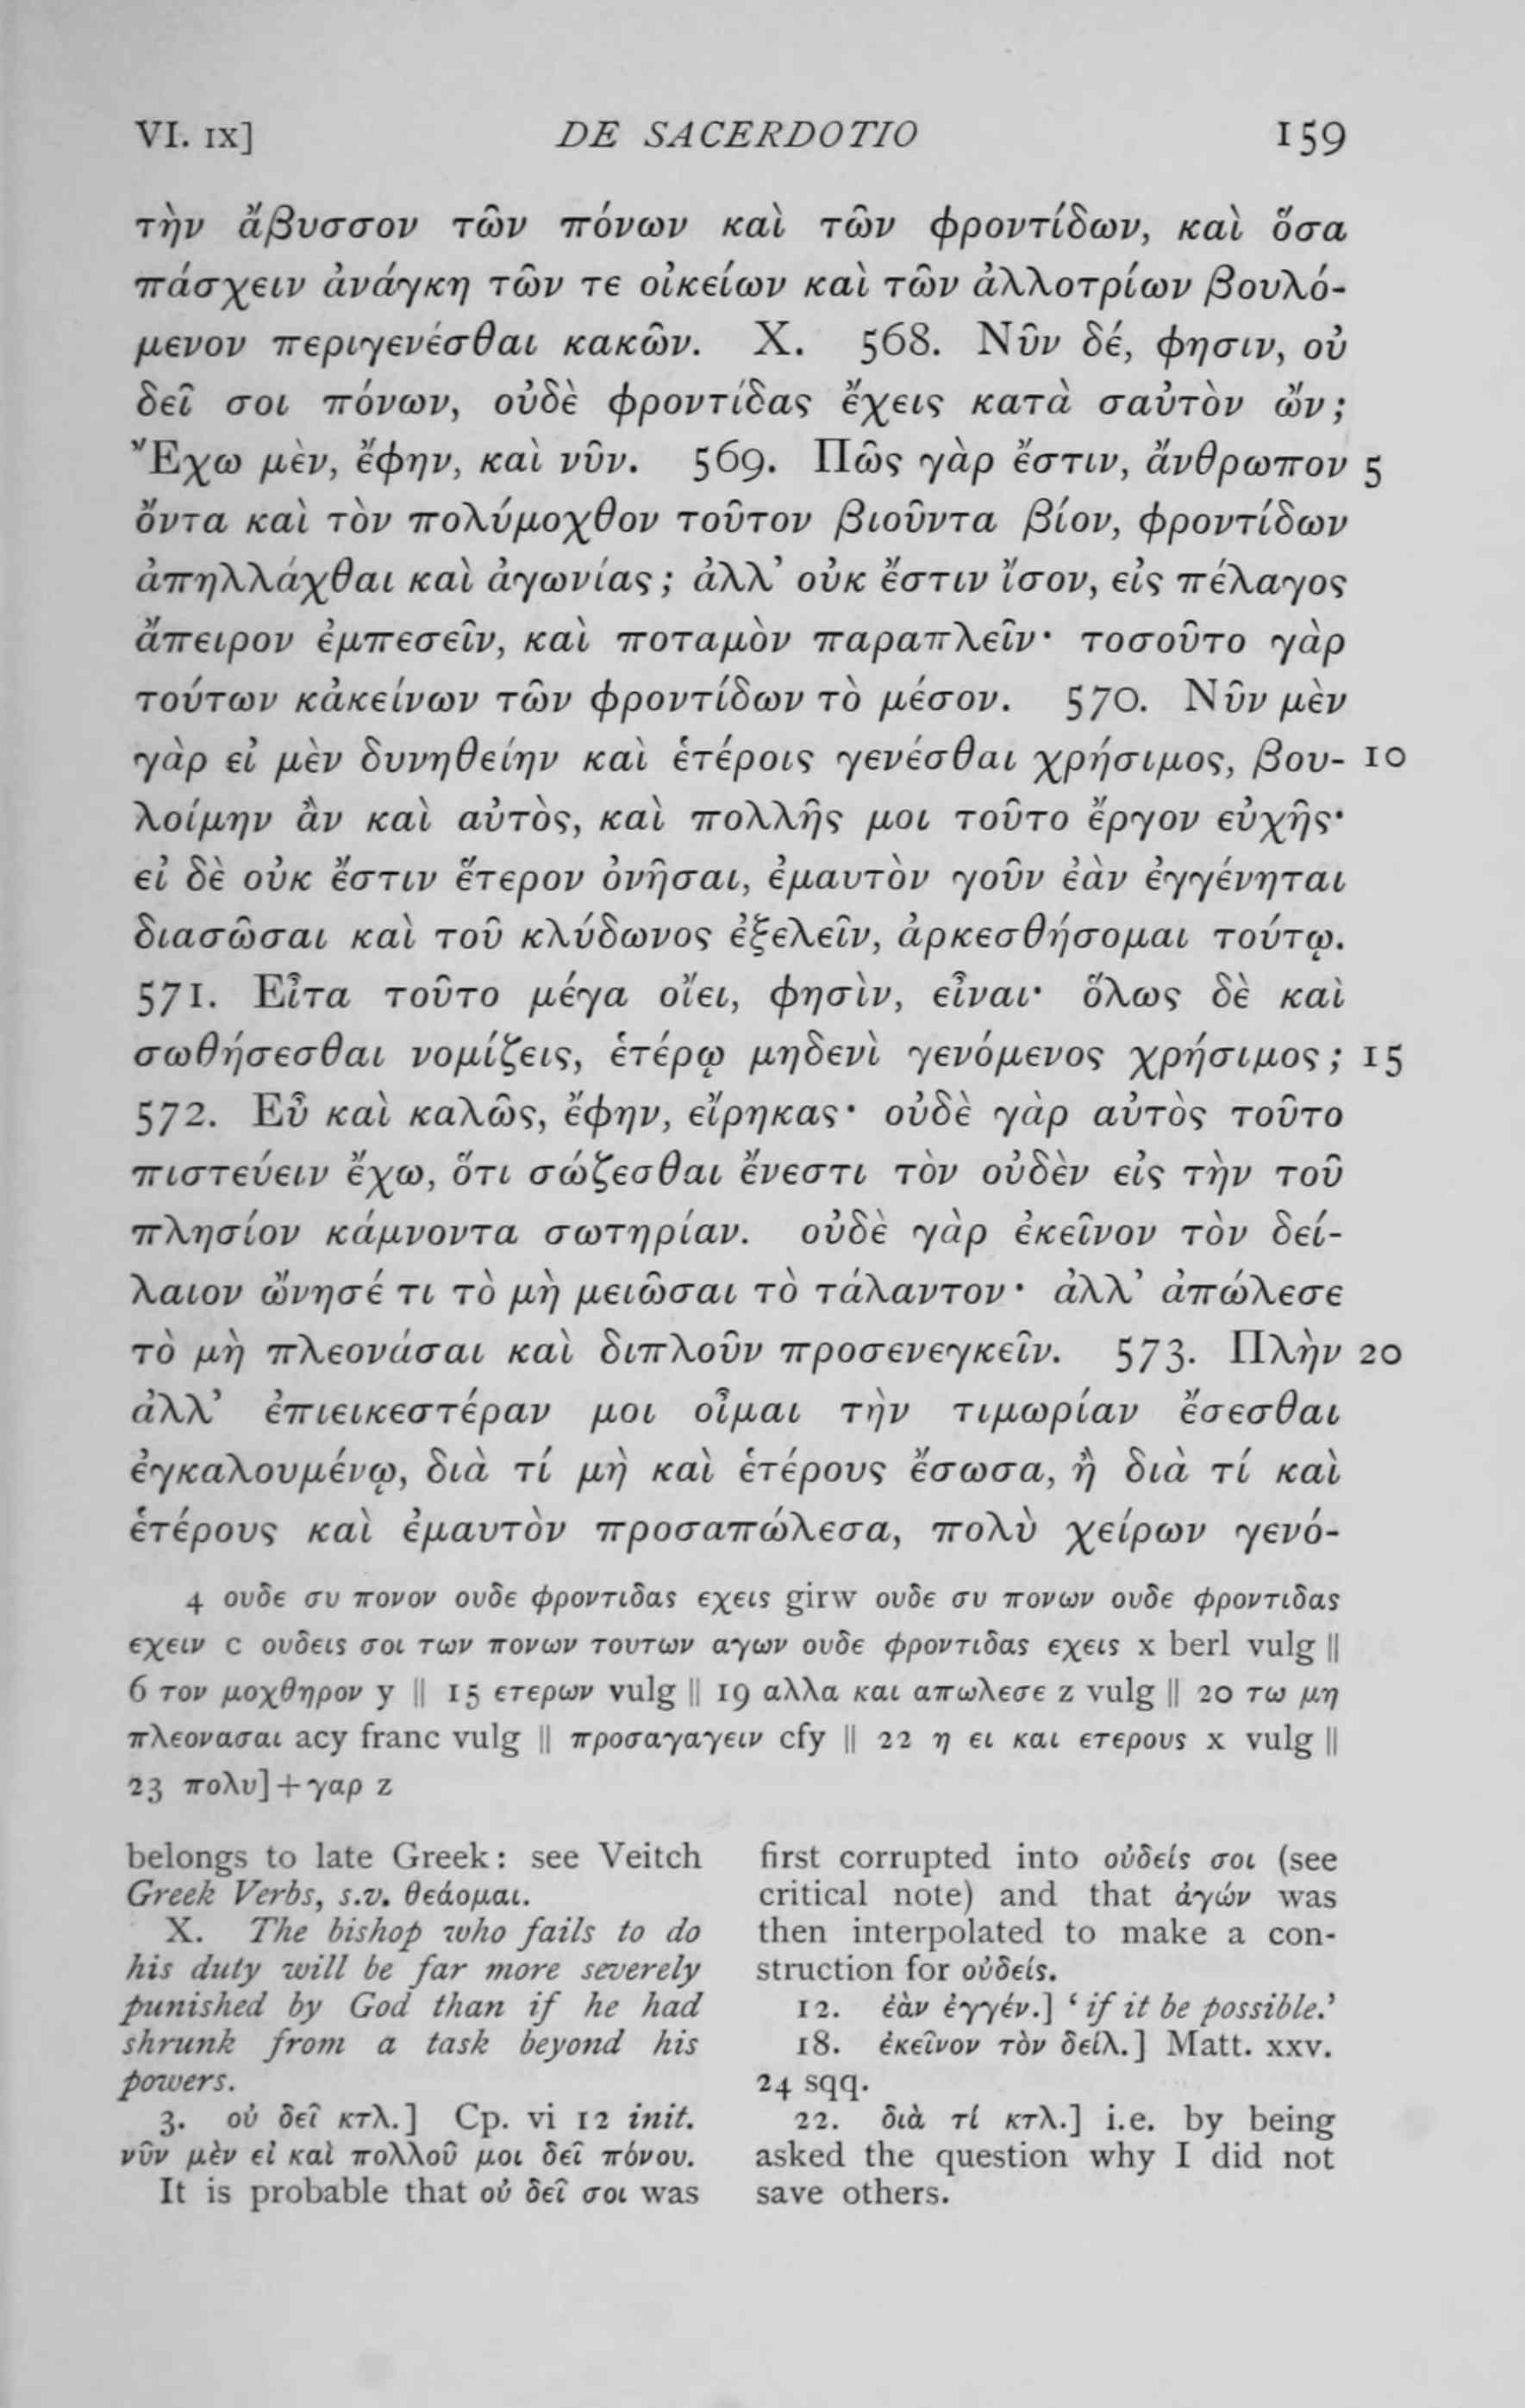 VI. IX] DE SACERDOTIO 159
τὴν ἄβυσσον τῶν πόνων καὶ τῶν φροντίδων, καὶ ὅσα
πάσχειν ἀνάγκη τῶν τε οἰκείων καὶ τῶν ἀλλοτρίων βουλό-
μενον περιγενέσθαι κακῶν. X. 568. Νῦν δέ, φησιν, οὐ
δεῖ σοι πόνων, οὐδὲ φροντίδας ἔχεις κατὰ σαὐτὸν ὤν;
Ἔχω μὲν, ἔφην, καὶ νῦν. 569. Πῶς γὰρ ἔστιν, ἄνθρωπον 5
ὄντα καὶ τὸν πολύμοχθον τοῦτον βιοῦντα βίον, φροντίδων
ἀπηλλάχθαι καὶ ἀγωνίας; ἀλλ’ οὐκ ἔστιν ἴσον, εἰς πέλαγος
ἄπειρον ἐμπεσεῖν, καὶ ποταμὸν παραπλεῖν· τοσοῦτο γὰρ
τούτων κἀκείνων τῶν φροντίδων τὸ μέσον. 570. Νῦν μὲν
γὰρ εἰ μὲν δυνηθείην καὶ ἑτέροις γενέσθαι χρήσιμος, βου- 10
λοίμην ἂν καὶ αὐτὸς, καὶ πολλῆς μοι τοῦτο ἔργον εὐχῆς·
εἰ δὲ οὐκ ἔστιν ἕτερον ὀνῆσαι, ἐμαυτὸν γοῦν ἐὰν ἐγγένηται
διασῶσαι καὶ τοῦ κλύδωνος ἐξελεῖν, ἀρκεσθήσομαι τούτῳ.
571. Εἶτα τοῦτο μέγα οἴει, φησὶν, εἶναι· ὅλως δὲ καὶ
σωθήσεσθαι νομίζεις, ἑτέρῳ μηδενὶ γενόμενος χρήσιμος; 15
572. Εὖ καὶ καλῶς, ἔφην, εἴρηκας· οὐδὲ γὰρ αὐτὸς τοῦτο
πιστεύειν ἔχω, ὅτι σώζεσθαι ἔνεστι τὸν οὐδὲν εἰς τὴν τοῦ
πλησίον κάμνοντα σωτηρίαν. οὐδὲ γὰρ ἐκεῖνον τὸν δεί-
λαιον ὤνησέ τι τὸ μὴ μειῶσαι τὸ τάλαντον· ἀλλ’ ἀπώλεσε
τὸ μὴ πλεονάσαι καὶ διπλοῦν προσενεγκεῖν. 573. Πλὴν 20
ἀλλ’ ἐπιεικεστέραν μοι οἶμαι τὴν τιμωρίαν ἔσεσθαι
ἐγκαλουμένῳ, διὰ τί μὴ καὶ ἑτέρους ἔσωσα, ἢ διὰ τί καὶ
ἑτέρους καὶ ἐμαυτὸν προσαπώλεσα, πολὺ χείρων γενό-
4 ουδε συ πονον ουδε φροντιδας εχεις girw ουδε συ πονων ουδε φροντιδας
εχειν c ουδεις σοι των πονων τουτων αγων ουδε φροντιδας εχεις x berl vulg ||
6 τον μοχθηρον y || 15 ετερων vulg || 19 αλλα και απωλεσε z vulg || 20 τω μη
πλεονασαι acy franc vulg || προσαγαγειν cfy || 22 η ει και ετερους x vulg ||
23 πολυ]+γαρ z
belongs to late Greek: see Veitch
Greek Verbs, s.v. θεάομαι.
X. The bishop who fails to do
his duty will be far more severely
punished by God than if he had
shrunk from a task beyond his
powers.
3. οὐ δεῖ κτλ.] Cp. vi 12 init.
νῦν μὲν εἰ καὶ πολλοῦ μοι δεῖ πόνου.
It is probable that οὐ δεῖ σοι was
first corrupted into οὐδείς σοι (see
critical note) and that ἀγών was
then interpolated to make a con-
struction for οὐδείς.
12. ἐὰν ἐγγέν.] ‘if it be possible.’
18. ἐκεῖνον τὸν δείλ.] Matt. xxv.
24 sqq.
22. διὰ τί κτλ.] i.e. by being
asked the question why I did not
save others.